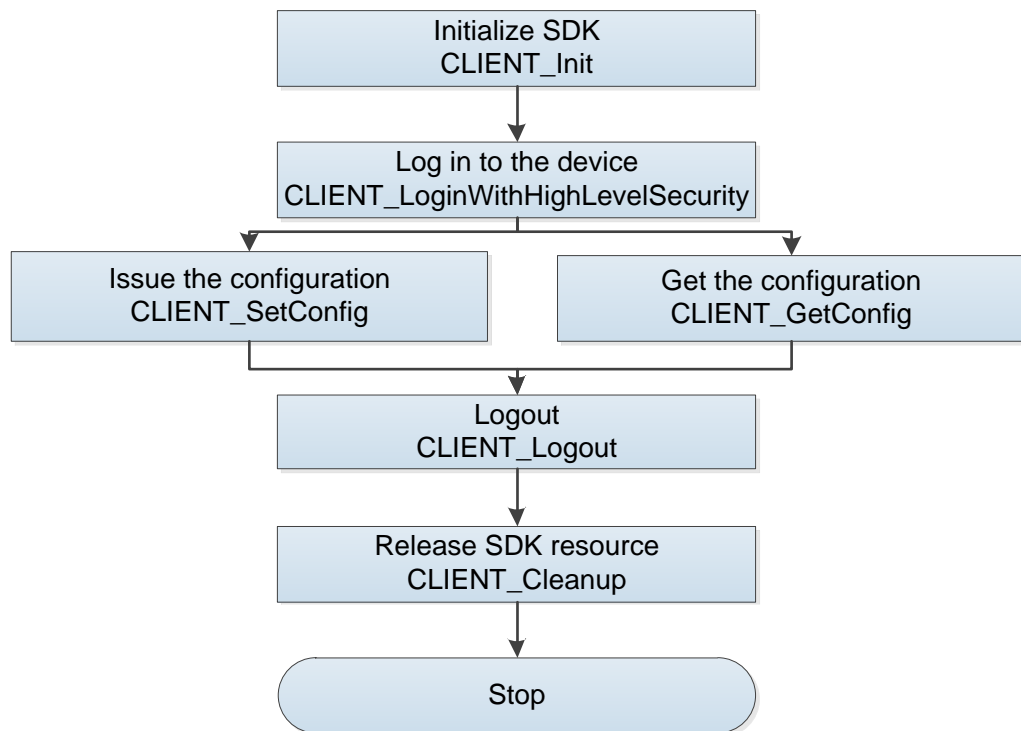 Initialize SDK
CLIENT_Init
Log in to the device
CLIENT_LoginWithHighLevelSecurity
Issue the configuration
CLIENT_SetConfig
Get the configuration
CLIENT_GetConfig
Logout
CLIENT_Logout
Release SDK resource
CLIENT_Cleanup
Stop